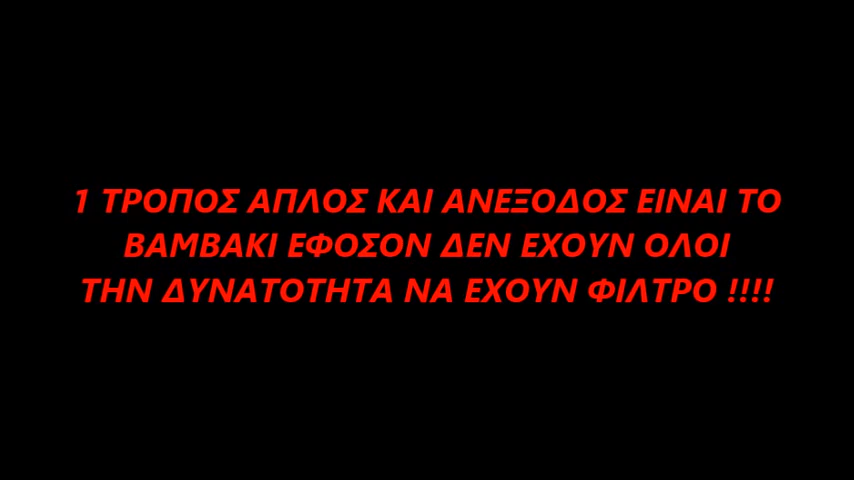 1 ΤΡΟΠΟΣ ΑΠΛΟΣ ΚΑΙ ΑΝΕΞΟΔΟΣ ΕΙΝΑΙ ΤΟ
ΒΑΜΒΑΚΙ ΕΦΟΣΟΝ ΔΕΝ ΕΧΟΥΝ ΟΛΟΙ
ΤΗΝ ΔΥΝΑΤΟΤΗΤΑ ΝΑ ΕΧΟΥΝ ΦΙΛΤΡΟ !!!!